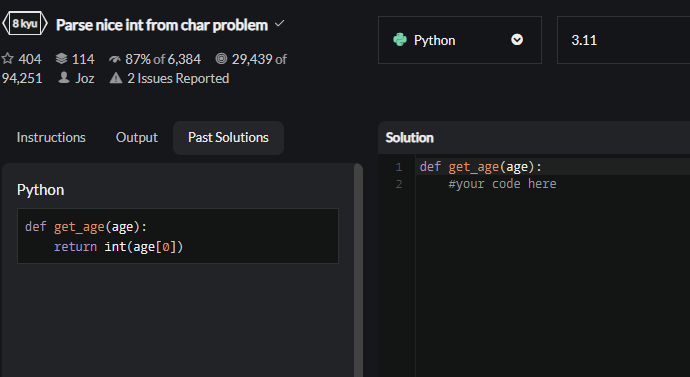 8 kyu Parse nice int from char problem
404 114 87% of 6,384 29,439 of
94,251 Joz 2 Issues Reported
Python 3.11
Instructions Output Past Solutions
Python
def get_age(age):
    return int(age[0])
Solution
1 def get_age(age):
2     #your code here